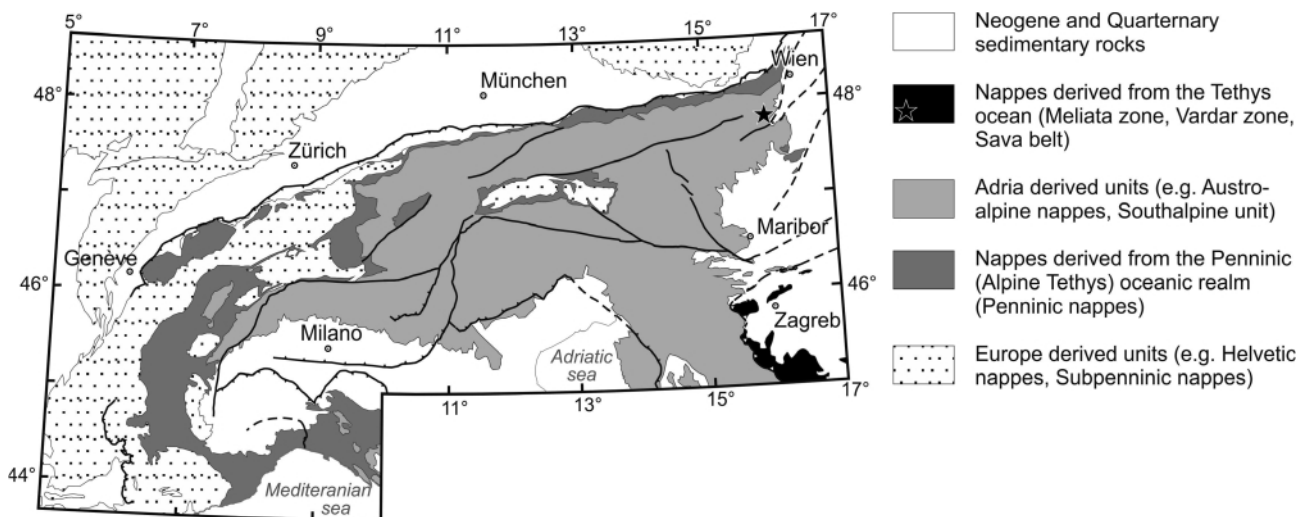 5°
7°
9°
11°
13°
15°
17°
Wien
München
48°
48°
Zürich
Maribor
Genève
46°
46°
Zagreb
Milano
Adriatic
sea
11°
13°
15°
17°
44°
Mediteranian
sea
Neogene and Quarternary
sedimentary rocks
Nappes derived from the Tethys
ocean (Meliata zone, Vardar zone,
Sava belt)
Adria derived units (e.g. Austro-
alpine nappes, Southalpine unit)
Nappes derived from the Penninic
(Alpine Tethys) oceanic realm
(Penninic nappes)
Europe derived units (e.g. Helvetic
nappes, Subpenninic nappes)